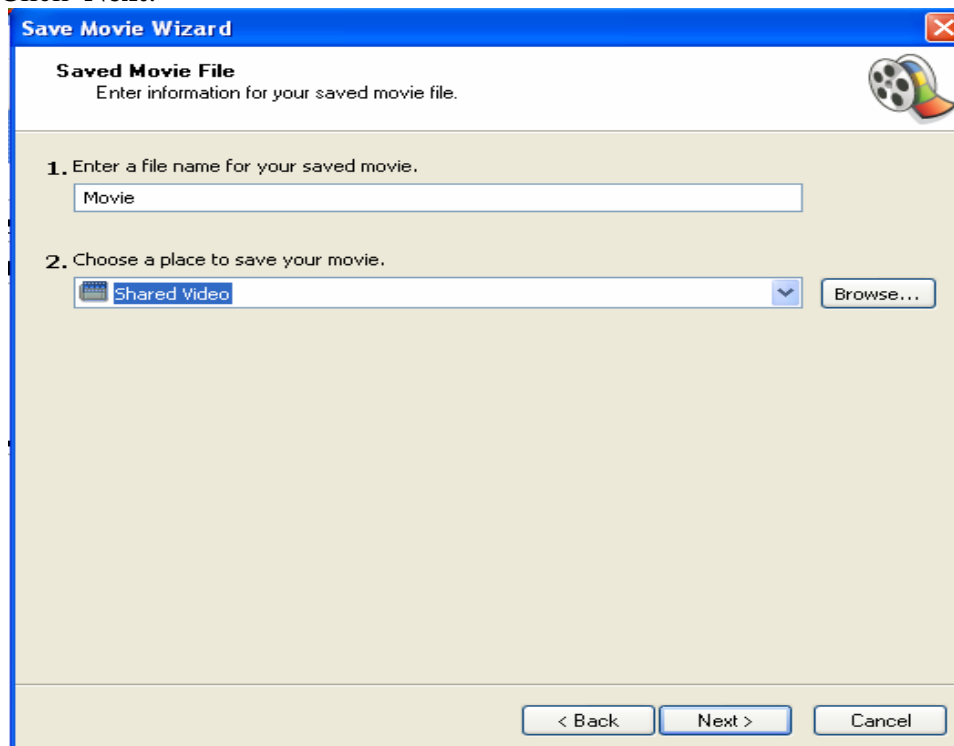 Save Movie Wizard
Saved Movie File
Enter information for your saved movie file.
1. Enter a file name for your saved movie.
Movie
2. Choose a place to save your movie.
Shared Video
Browse...
< Back
Next >
Cancel